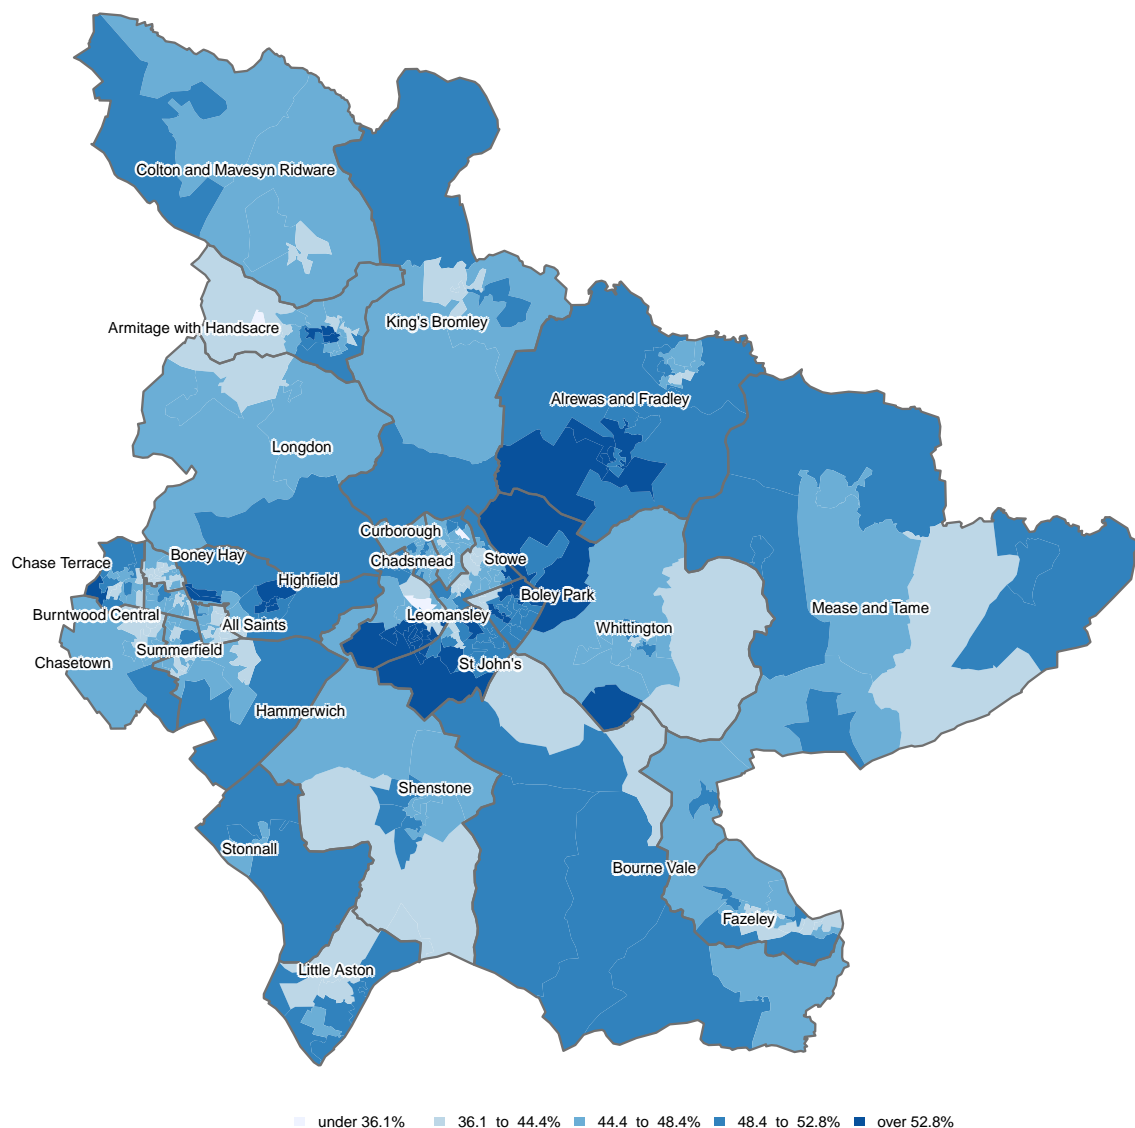 Colton and Mavesyn Ridware
Armitage with Handsacre
King's Bromley
Alrewas and Fradley
Longdon
Curborough
Chase Terrace
Boney Hay
Chadsmead
Stowe
Highfield
Boley Park
Burntwood Central
All Saints
Leomansley
Mease and Tame
Whittington
Summerfield
Chasetown
St John's
Hammerwich
Shenstone
Stonnall
Bourne Vale
Fazeley
Little Aston
under 36.1% 36.1 to 44.4% 44.4 to 48.4% 48.4 to 52.8% over 52.8%